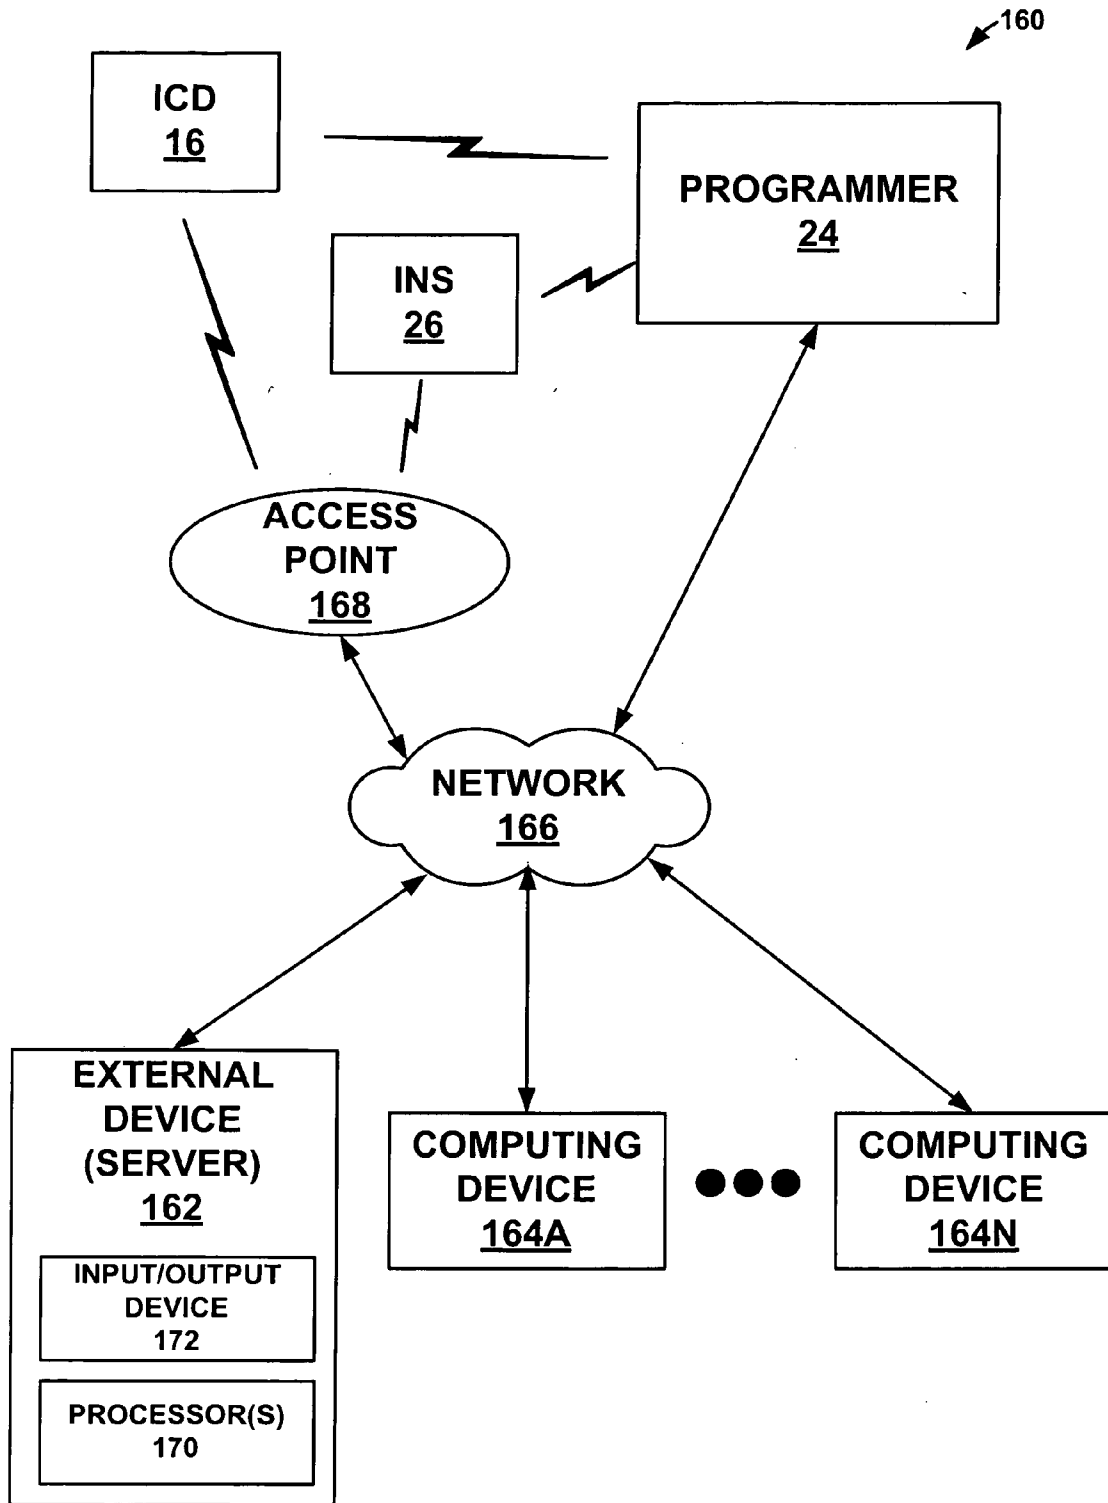 160
ICD
16
PROGRAMMER
24
INS
26
ACCESS
POINT
168
NETWORK
166
EXTERNAL
DEVICE
(SERVER)
162
INPUT/OUTPUT
DEVICE
172
PROCESSOR(S)
170
COMPUTING
DEVICE
164A
COMPUTING
DEVICE
164N